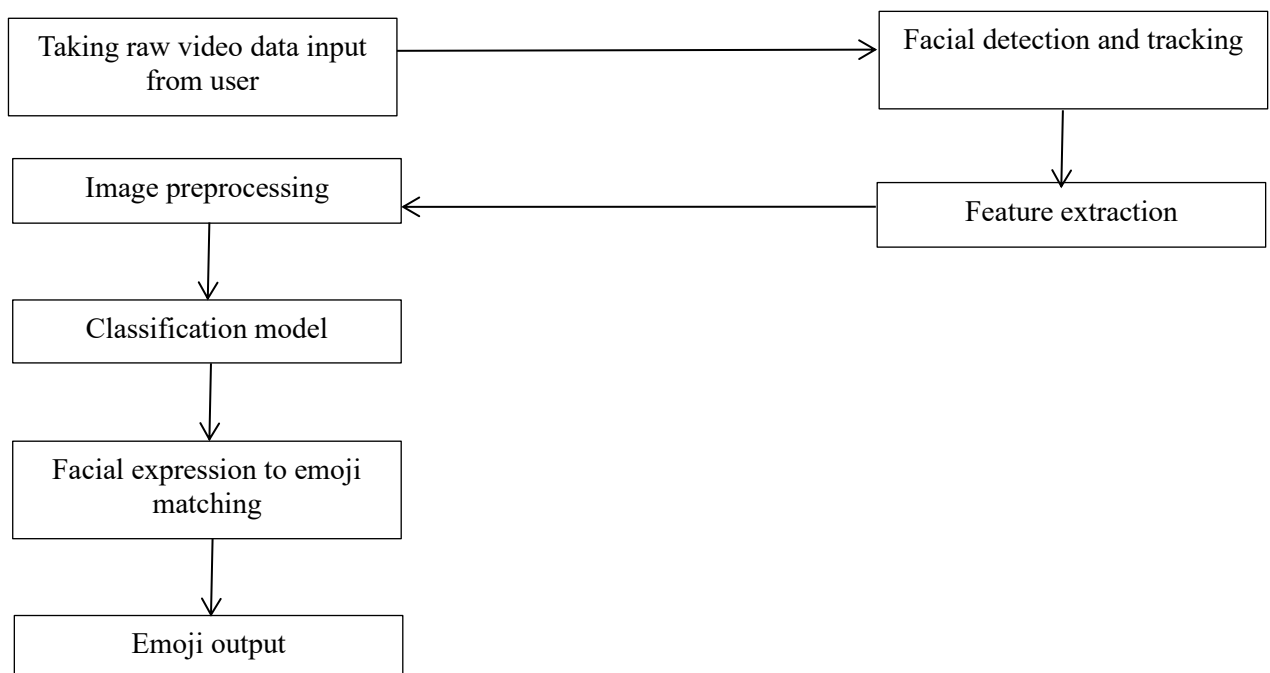 Taking raw video data input
from user
Facial detection and tracking
Feature extraction
Image preprocessing
Classification model
Facial expression to emoji
matching
Emoji output